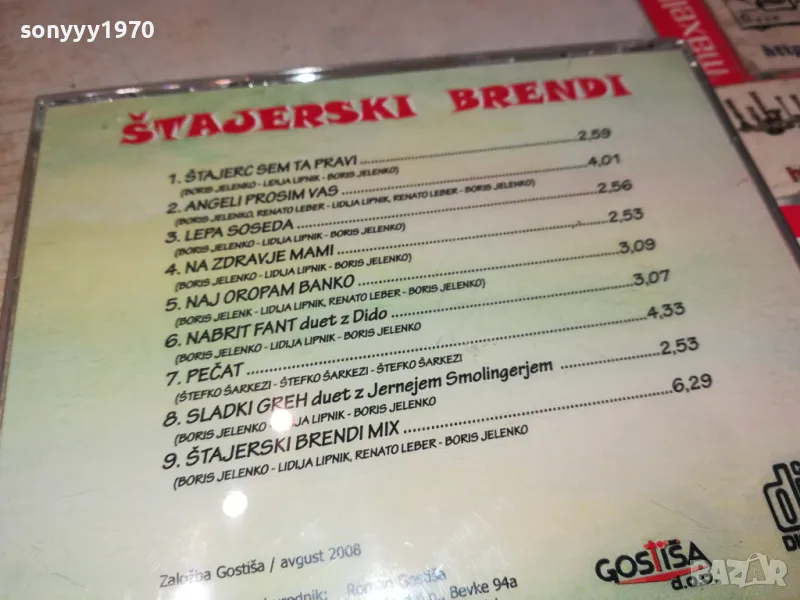 sonyyy1970
maxell
ŠTAJERSKI BRENDI
1. ŠTAJERC SEM TA PRAVI 2,59
(BORIS JELENKO - LIDIJA LIPNIK - BORIS JELENKO)
2. ANGELI PROSIM VAS 4,01
(BORIS JELENKO, RENATO LEBER - LIDIJA LIPNIK, RENATO LEBER - BORIS JELENKO)
3. LEPA SOSEDA 2,56
(BORIS JELENKO - LIDIJA LIPNIK - BORIS JELENKO)
4. NA ZDRAVJE MAMI 2,53
(BORIS JELENKO - LIDIJA LIPNIK - BORIS JELENKO)
5. NAJ OROPAM BANKO 3,09
(BORIS JELENK - LIDIJA LIPNIK, RENATO LEBER - BORIS JELENKO)
6. NABRIT FANT duet z Dido 3,07
(BORIS JELENKO - LIDIJA LIPNIK - BORIS JELENKO
7. PEČAT 4,33
(ŠTEFKO ŠARKEZI - ŠTEFKO ŠARKEZI - ŠTEFKO ŠARKEZI
8. SLADKI GREH duet z Jernejem Smolingerjem 2,53
(BORIS JELENKO - LIPNIK - BORIS JELENKO
9. ŠTAJERSKI BRENDI MIX 6,29
(BORIS JELENKO - LIDIJA LIPNIK, RENATO LEBER - BORIS JELENKO
Založba Gostiša / avgust 2008
Gostiša
Bevke 94a
GOSTIŠA
d.o.o.
BAZAR